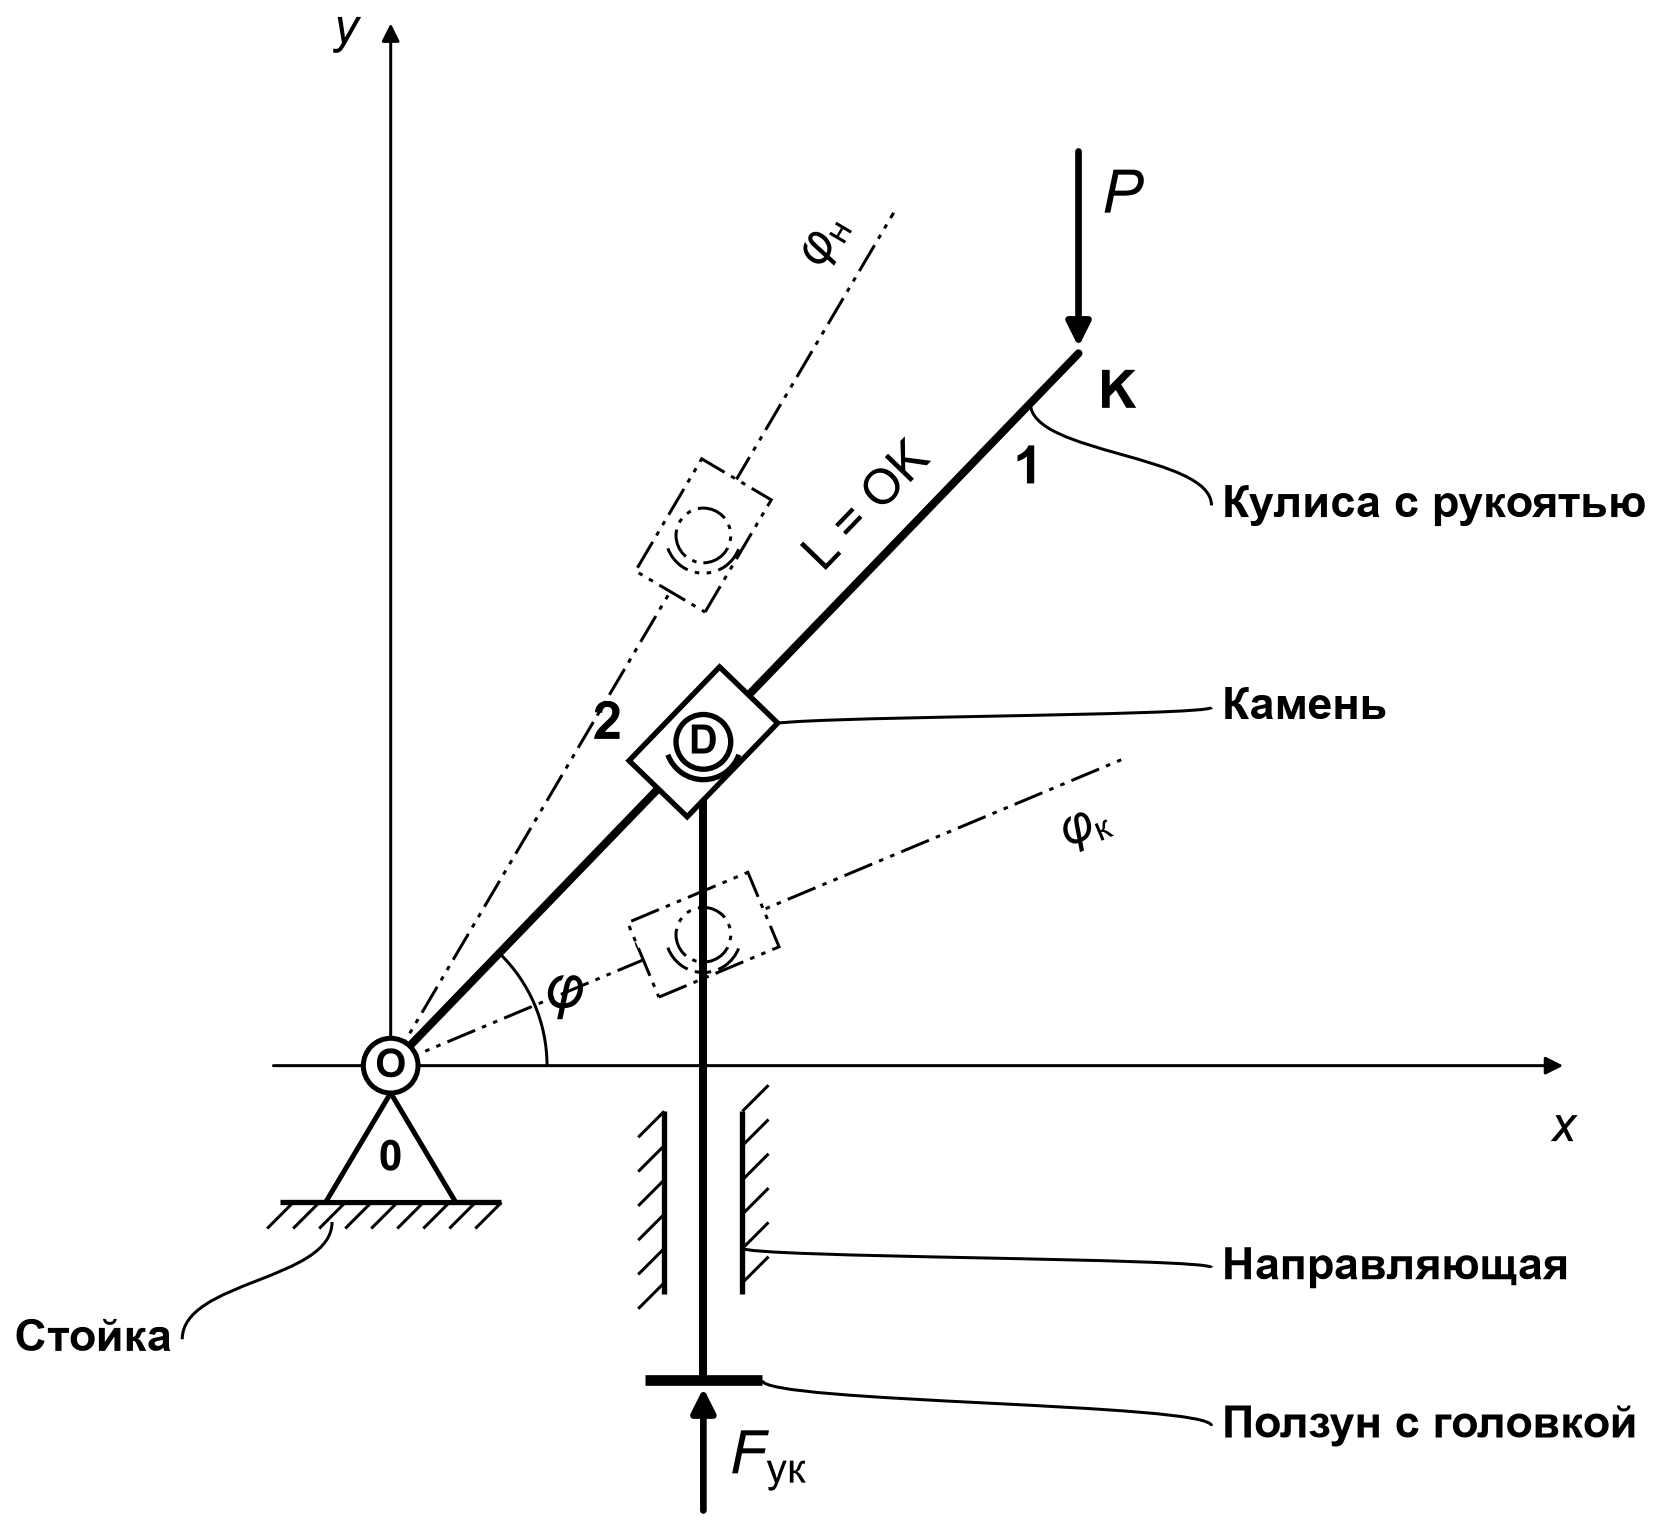 y
P
φн
K
1
L = OK
Кулиса с рукоятью
2
D
Камень
φк
φ
O
x
0
Направляющая
Стойка
Ползун с головкой
Fук